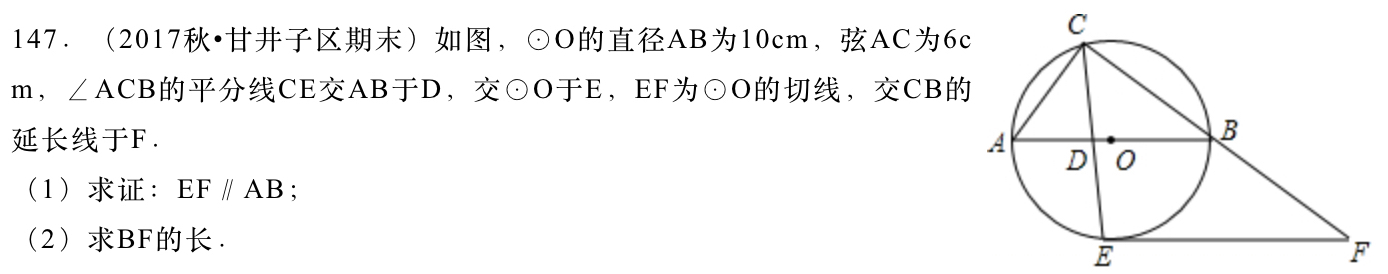 147．（2017秋•甘井子区期末）如图，⊙O的直径AB为10cm，弦AC为6c
m，∠ACB的平分线CE交AB于D，交⊙O于E，EF为⊙O的切线，交CB的
延长线于F．
（1）求证：EF∥AB；
（2）求BF的长．
C
A
B
D
O
E
F